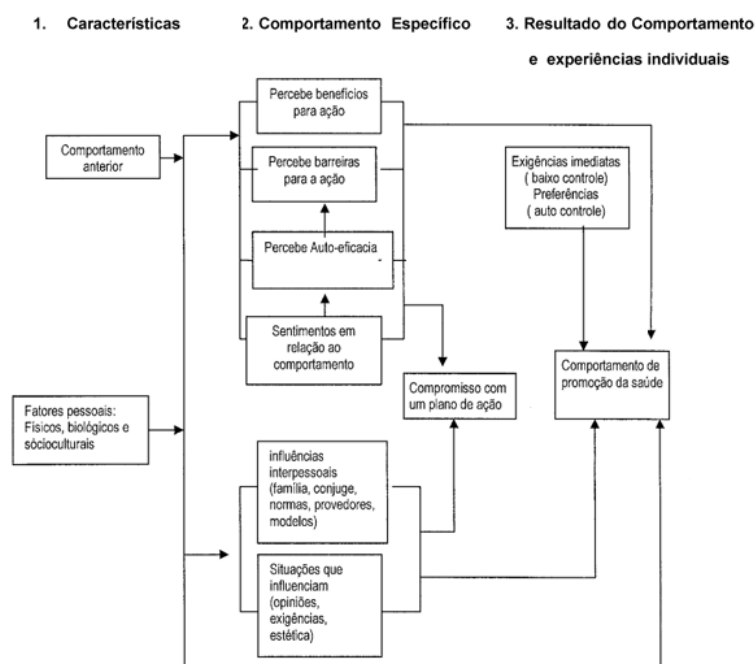 1. Características
2. Comportamento Específico
3. Resultado do Comportamento
e experiências individuais
Comportamento
anterior
Fatores pessoais:
Físicos, biológicos e
sócioculturais
Percebe benefícios
para ação
Percebe barreiras
para a ação
Percebe Auto-eficacia
Sentimentos em
relação ao
comportamento
Compromisso com
um plano de ação
influências
interpessoais
(família, conjuge,
normas, provedores,
modelos)
Situações que
influenciam
(opiniões,
exigências,
estética)
Exigências imediatas
( baixo controle)
Preferências
( auto controle)
Comportamento de
promoção da saúde